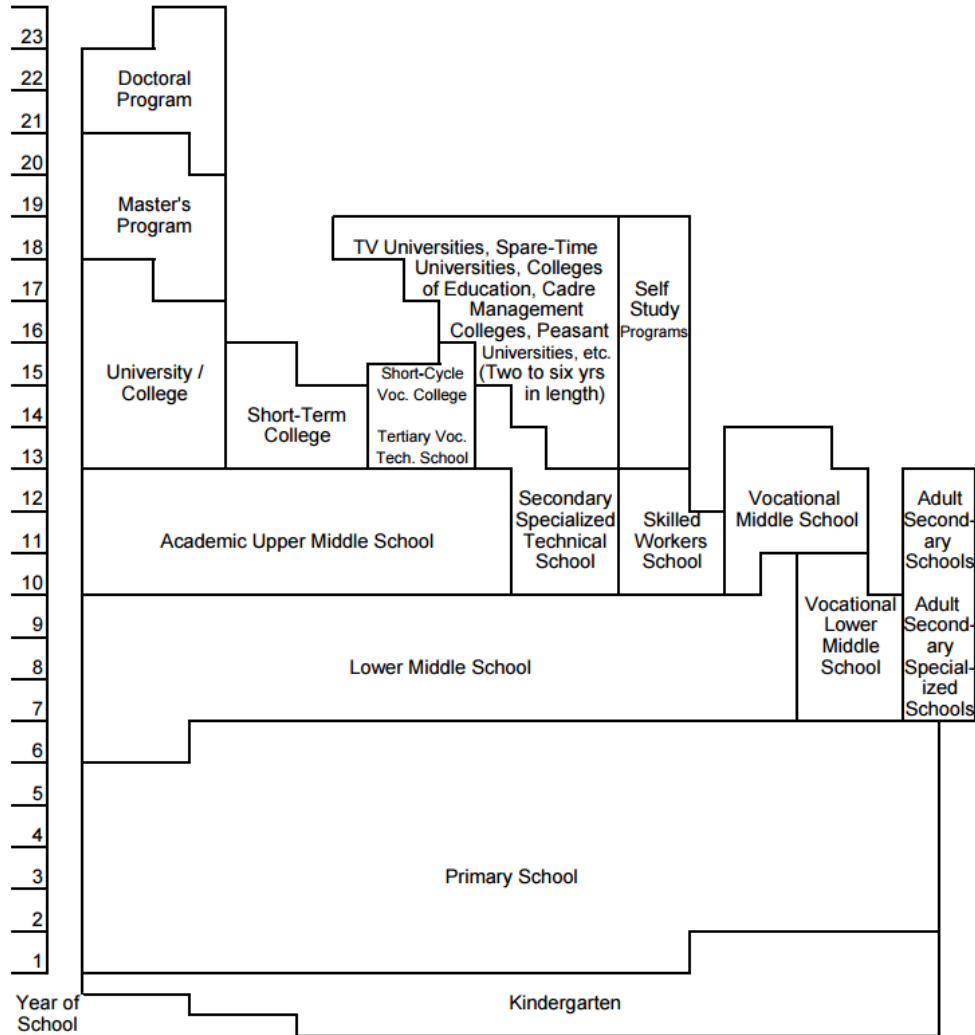 23
22
21
20
19
18
17
16
15
14
13
12
11
10
9
8
7
6
5
4
3
2
1
Year of
School
Doctoral
Program
Master's
Program
University /
College
Short-Term
College
TV Universities, Spare-Time
Universities, Colleges
of Education, Cadre
Management
Colleges, Peasant
Universities, etc.
(Two to six yrs
in length)
Short-Cycle
Voc. College
Tertiary Voc.
Tech. School
Self
Study
Programs
Academic Upper Middle School
Secondary
Specialized
Technical
School
Skilled
Workers
School
Vocational
Middle School
Adult
Second-
ary
Schools
Lower Middle School
Vocational
Lower
Middle
School
Adult
Second-
ary
Special-
ized
Schools
Primary School
Kindergarten